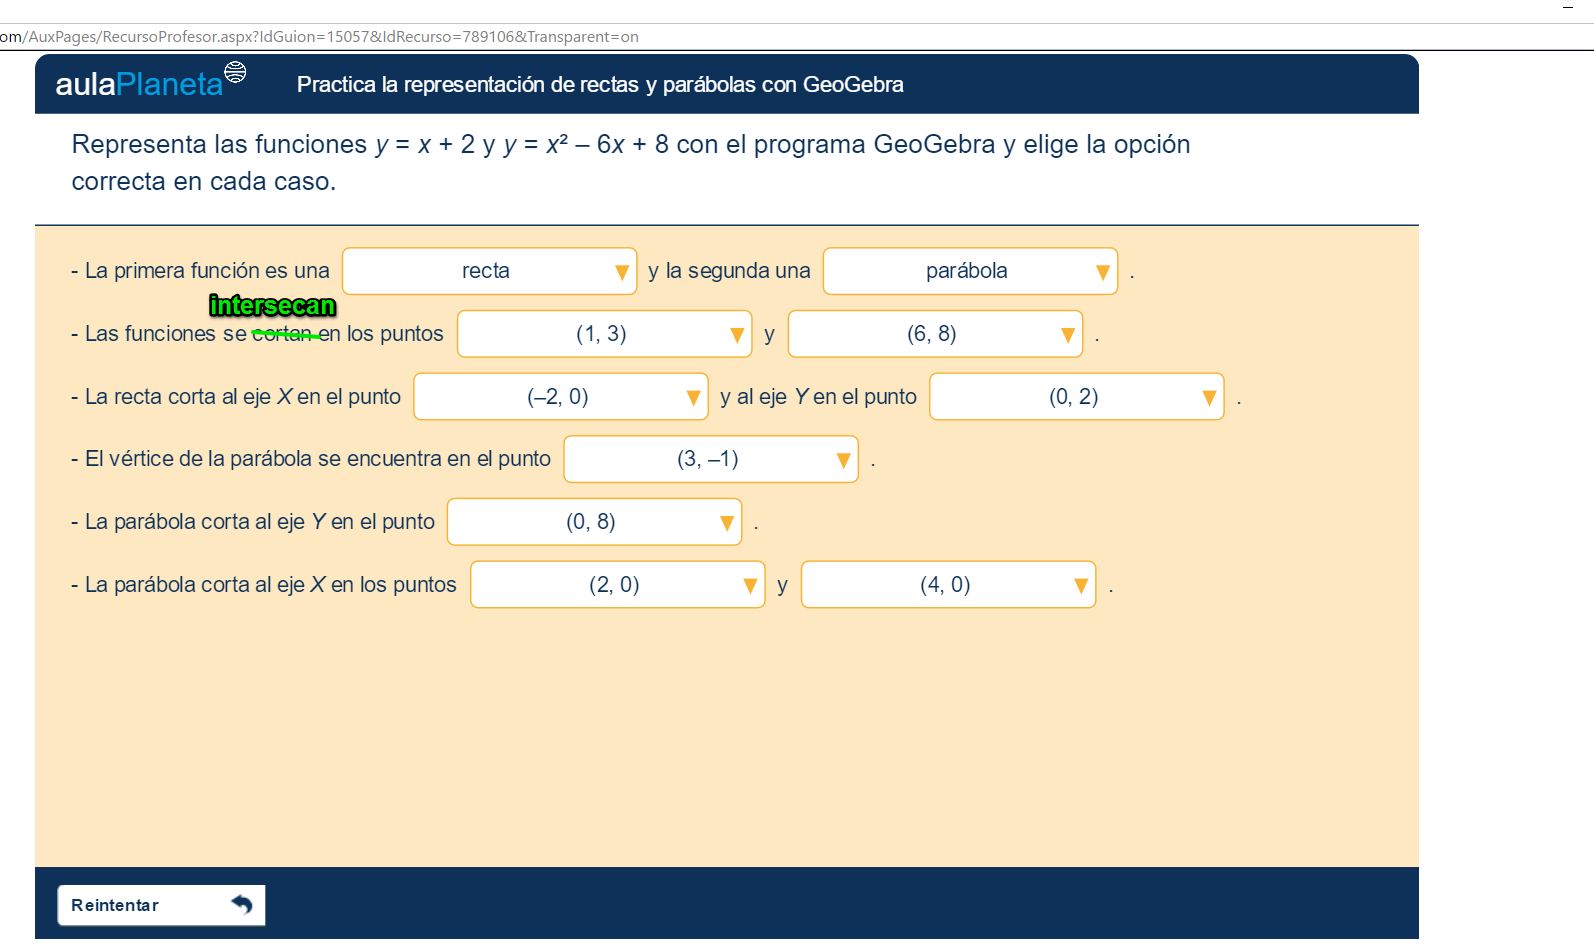 om/AuxPages/RecursoProfesor.aspx?IdGuion=15057&IdRecurso=789106&Transparent=on
aulaPlaneta Practica la representación de rectas y parábolas con GeoGebra
Representa las funciones y = x + 2 y y = x² – 6x + 8 con el programa GeoGebra y elige la opción
correcta en cada caso.
- La primera función es una recta y la segunda una parábola .
intersecan
- Las funciones se cortan en los puntos (1, 3) y (6, 8) .
- La recta corta al eje X en el punto (–2, 0) y al eje Y en el punto (0, 2) .
- El vértice de la parábola se encuentra en el punto (3, –1) .
- La parábola corta al eje Y en el punto (0, 8) .
- La parábola corta al eje X en los puntos (2, 0) y (4, 0) .
Reintentar